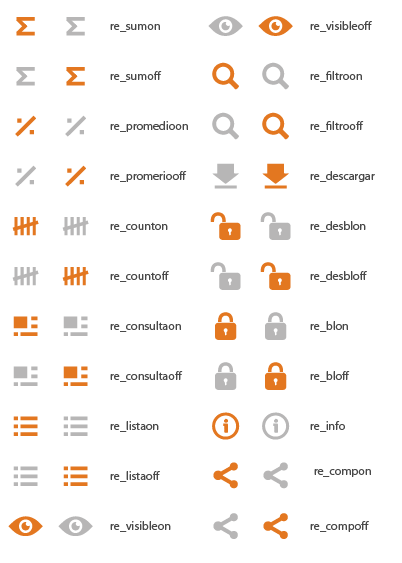 re_sumon
re_sumoff
re_promedioon
re_promeriooff
re_counton
re_countoff
re_consultaon
re_consultaoff
re_listaon
re_listaoff
re_visibleon
re_visibleoff
re_filtroon
re_filtrooff
re_descargar
re_desblon
re_desbloff
re_blon
re_bloff
re_info
re_compon
re_compoff